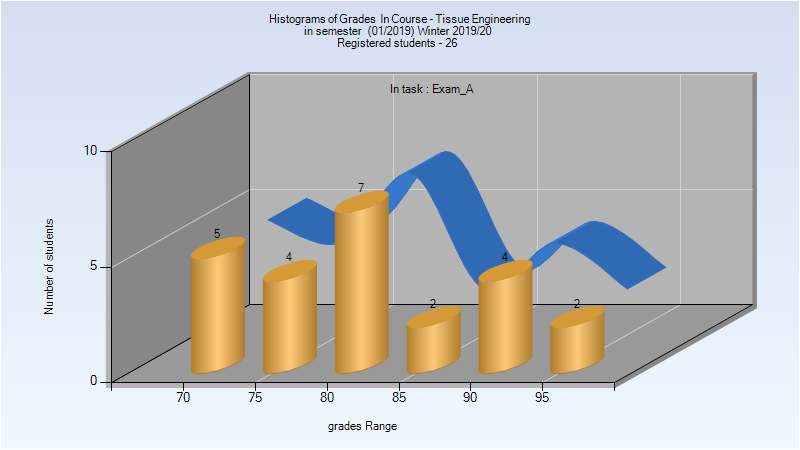 Histograms of Grades  In Course - Tissue Engineering
in semester  (01/2019) Winter 2019/20
Registered students - 26
In task : Exam_A
10
5
0
Number of students
5
4
7
2
4
2
70 75 80 85 90 95
grades Range